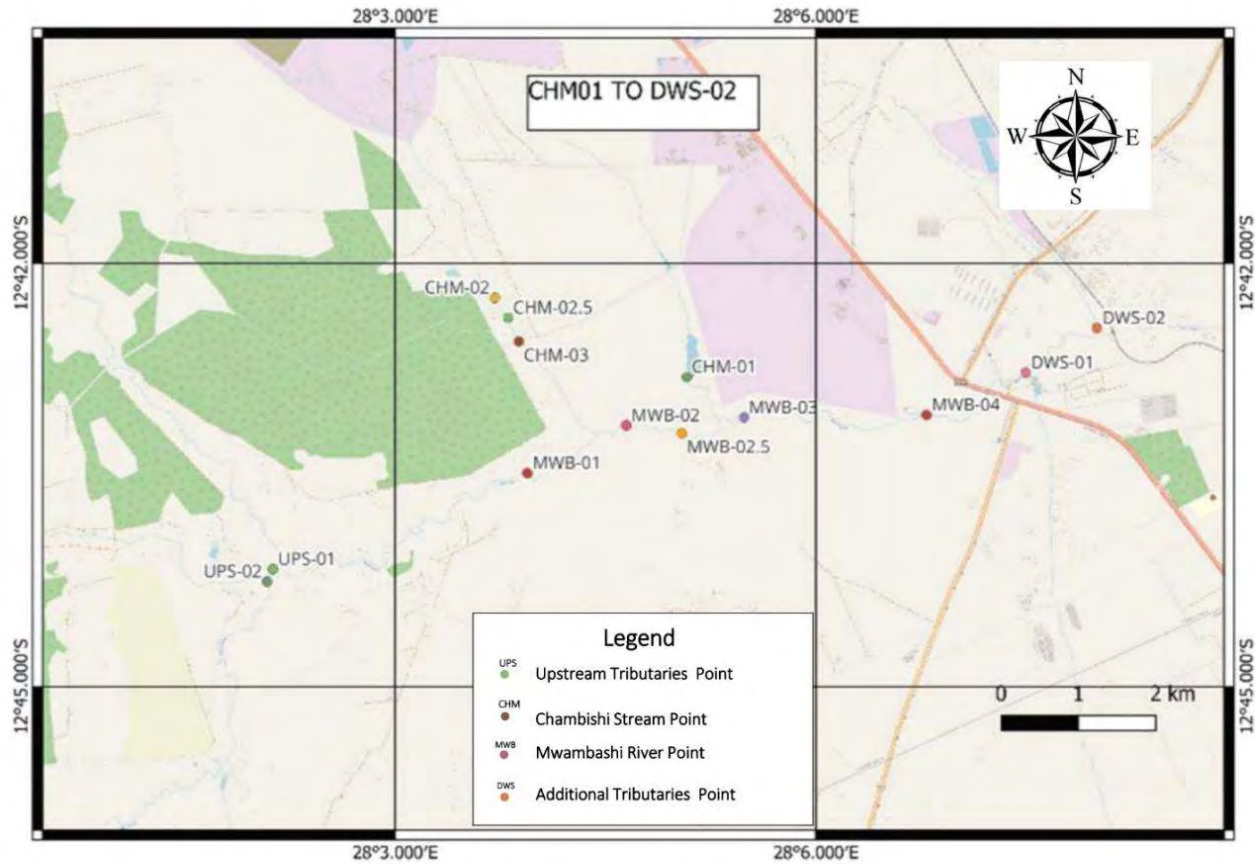 28°3.000′E
28°6.000′E
CHM01 TO DWS-02
N
W
E
S
12°42.000′S
12°42.000′S
CHM-02
CHM-02.5
CHM-03
CHM-01
DWS-02
DWS-01
MWB-02
MWB-03
MWB-04
MWB-02.5
MWB-01
UPS-01
UPS-02
Legend
UPS
Upstream Tributaries Point
CHM
Chambishi Stream Point
MWB
Mwambashi River Point
DWS
Additional Tributaries Point
12°45.000′S
12°45.000′S
0 1 2 km
28°3.000′E
28°6.000′E